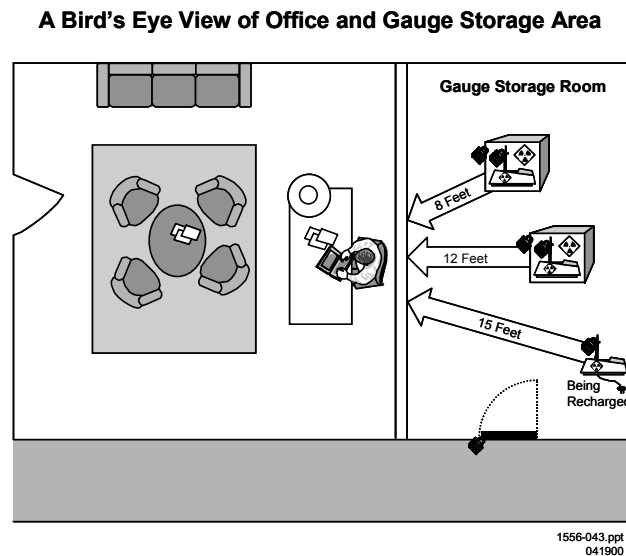 A Bird's Eye View of Office and Gauge Storage Area
Gauge Storage Room
8 Feet
12 Feet
15 Feet
Being
Recharged
1556-043.ppt
041900